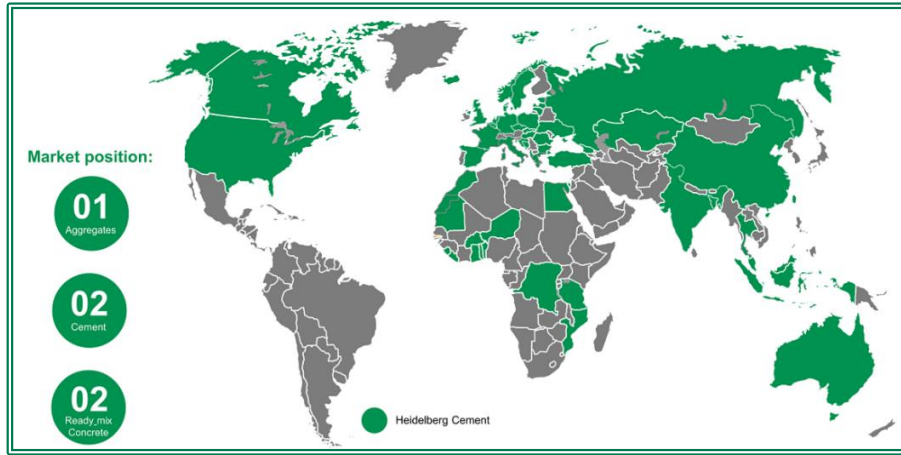 Market position:
01
Aggregates
02
Cement
02
Ready_mix
Concrete
Heidelberg Cement